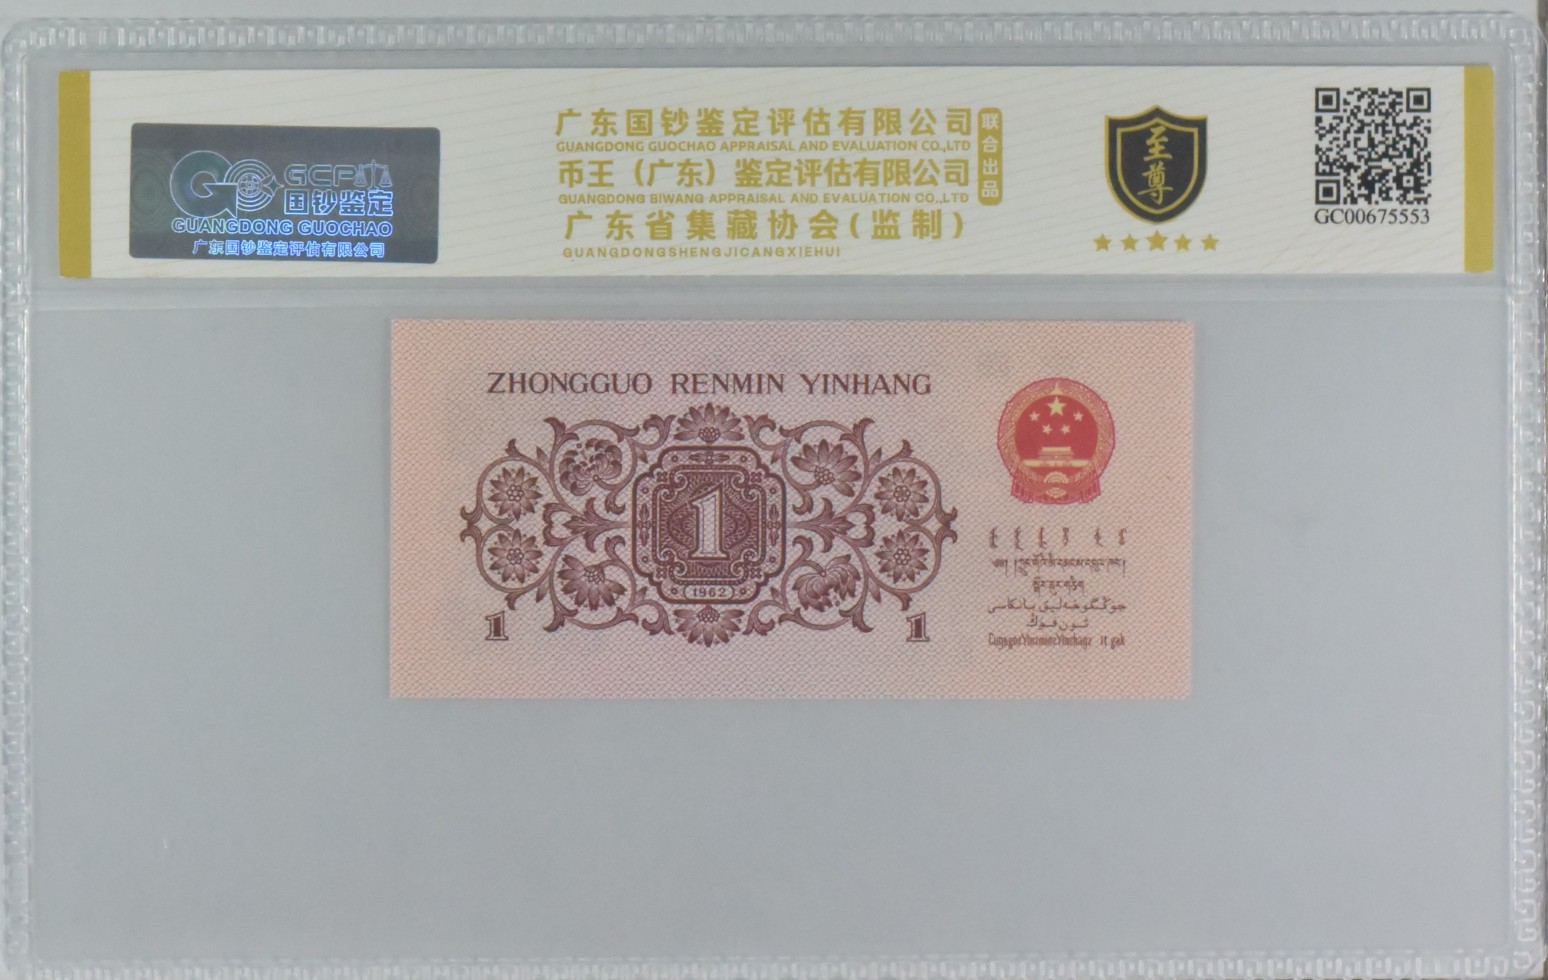 GCP
国钞鉴定
GUANGDONG GUOCHAO
广东国钞鉴定评估有限公司
广东国钞鉴定评估有限公司
GUANGDONG GUOCHAO APPRAISAL AND EVALUATION CO.,LTD
币王（广东）鉴定评估有限公司
GUANGDONG BIWANG APPRAISAL AND EVALUATION CO.,LTD
联合出品
广东省集藏协会(监制)
GUANGDONGSHENGJICANGXIEHUI
至尊
GC00675553
ZHONGGUO RENMIN YINHANG
1
(1962)
1
1